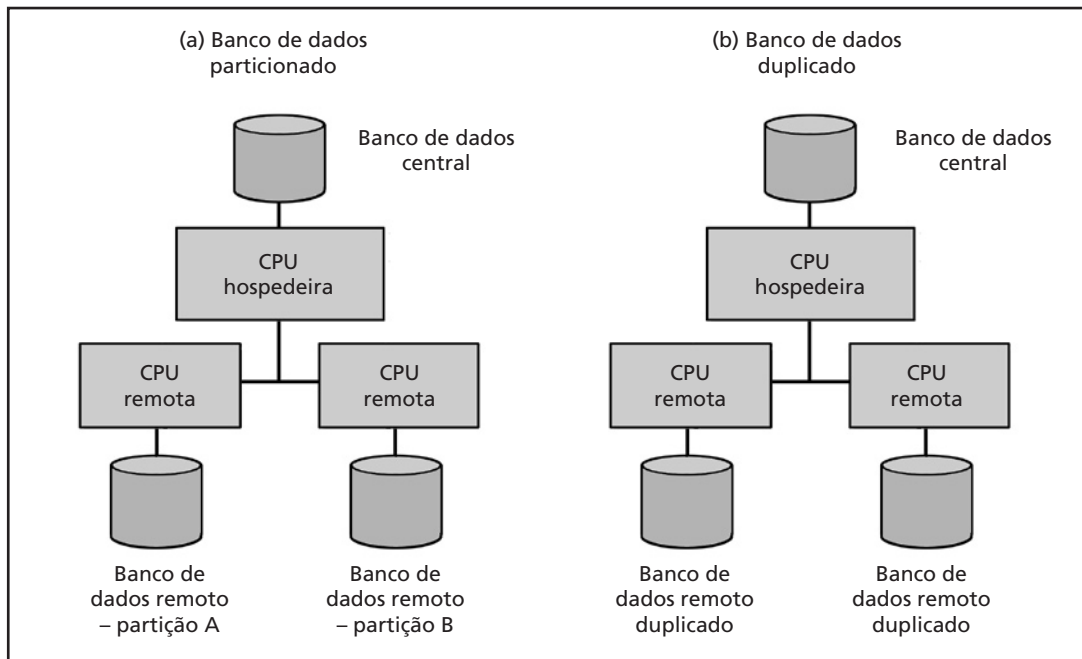 (a) Banco de dados
particionado
Banco de dados
central
CPU
hospedeira
CPU
remota
CPU
remota
Banco de
dados remoto
– partição A
Banco de
dados remoto
– partição B
(b) Banco de dados
duplicado
Banco de dados
central
CPU
hospedeira
CPU
remota
CPU
remota
Banco de
dados remoto
duplicado
Banco de
dados remoto
duplicado